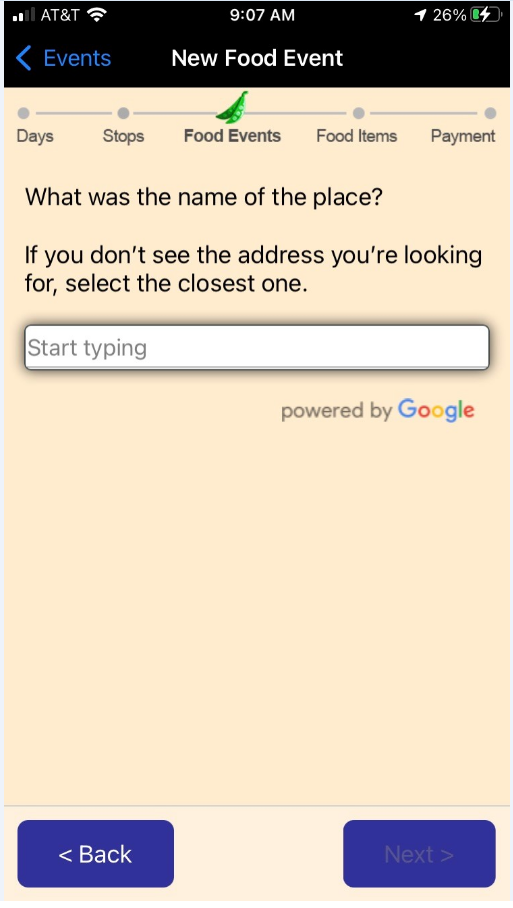 AT&T 9:07 AM 26%
Events New Food Event
Days Stops Food Events Food Items Payment
What was the name of the place?
If you don’t see the address you’re looking
for, select the closest one.
Start typing
powered by Google
< Back Next >